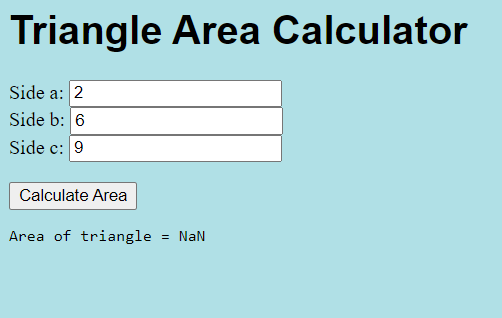 Triangle Area Calculator
Side a: 2
Side b: 6
Side c: 9
Calculate Area
Area of triangle = NaN